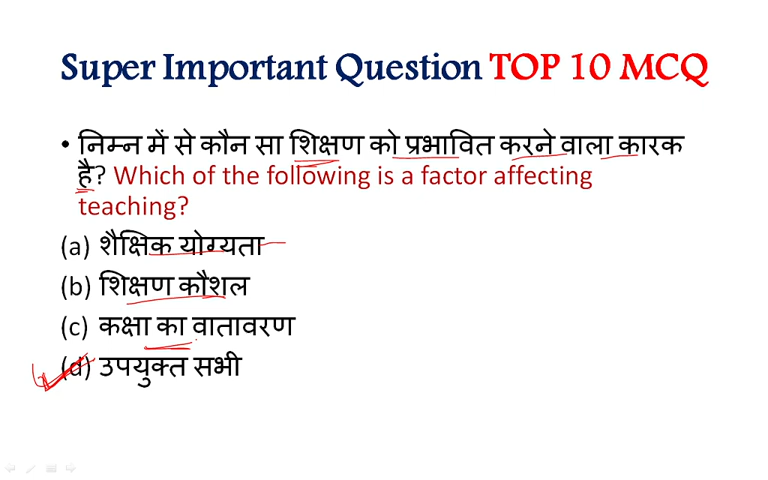 Super Important Question TOP 10 MCQ
• निम्न में से कौन सा शिक्षण को प्रभावित करने वाला कारक
है? Which of the following is a factor affecting
teaching?
(a) शैक्षिक योग्यता
(b) शिक्षण कौशल
(c) कक्षा का वातावरण
(d) उपयुक्त सभी